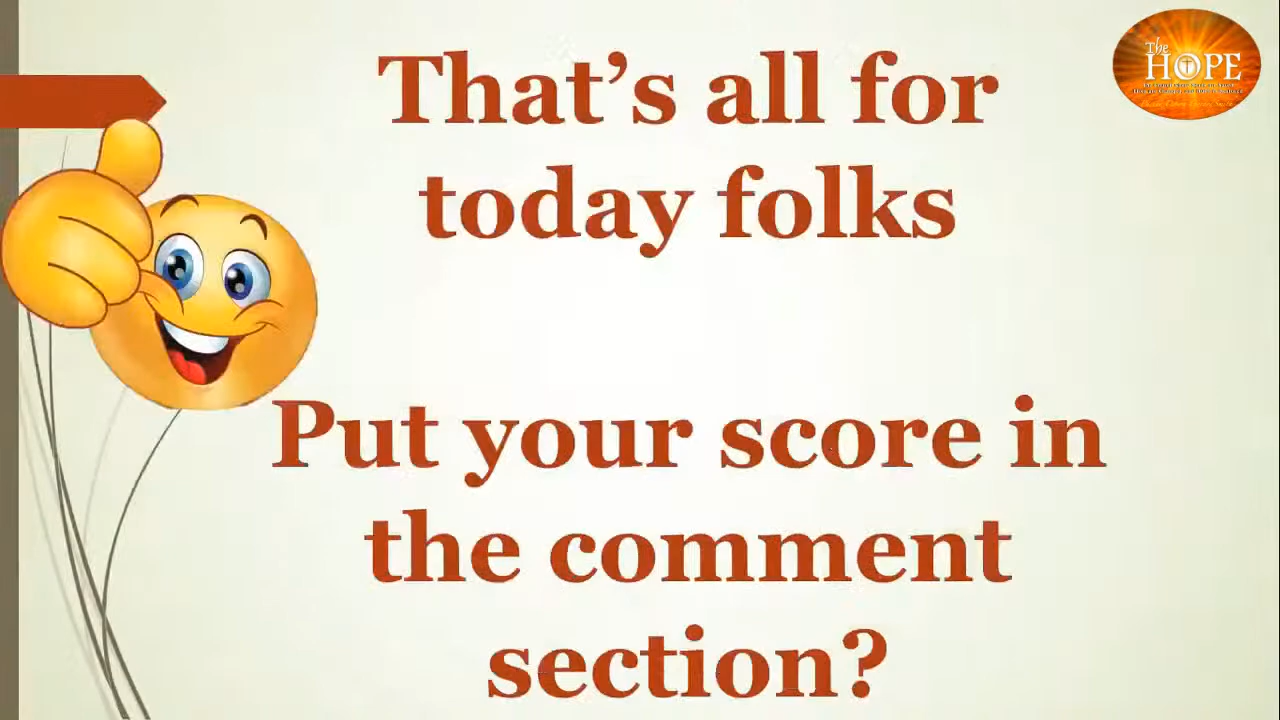 That's all for
today folks
The
HOPE
Put your score in
the comment
section?